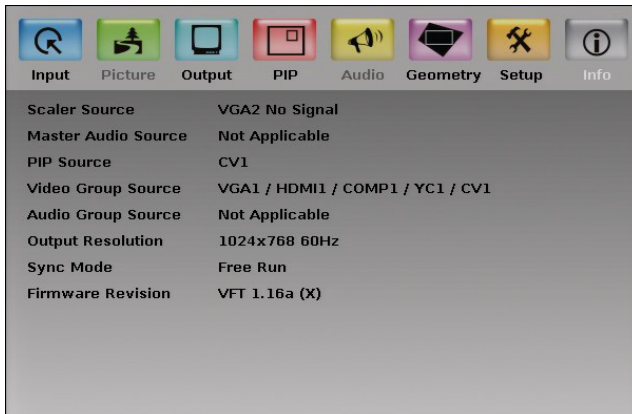 Input Picture Output PIP Audio Geometry Setup Info
Scaler Source VGA2 No Signal
Master Audio Source Not Applicable
PIP Source CV1
Video Group Source VGA1 / HDMI1 / COMP1 / YC1 / CV1
Audio Group Source Not Applicable
Output Resolution 1024x768 60Hz
Sync Mode Free Run
Firmware Revision VFT 1.16a (X)